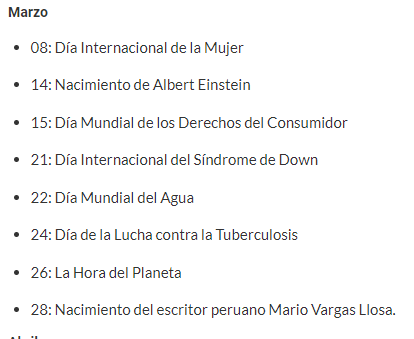 Marzo
08: Día Internacional de la Mujer
14: Nacimiento de Albert Einstein
15: Día Mundial de los Derechos del Consumidor
21: Día Internacional del Síndrome de Down
22: Día Mundial del Agua
24: Día de la Lucha contra la Tuberculosis
26: La Hora del Planeta
28: Nacimiento del escritor peruano Mario Vargas Llosa.